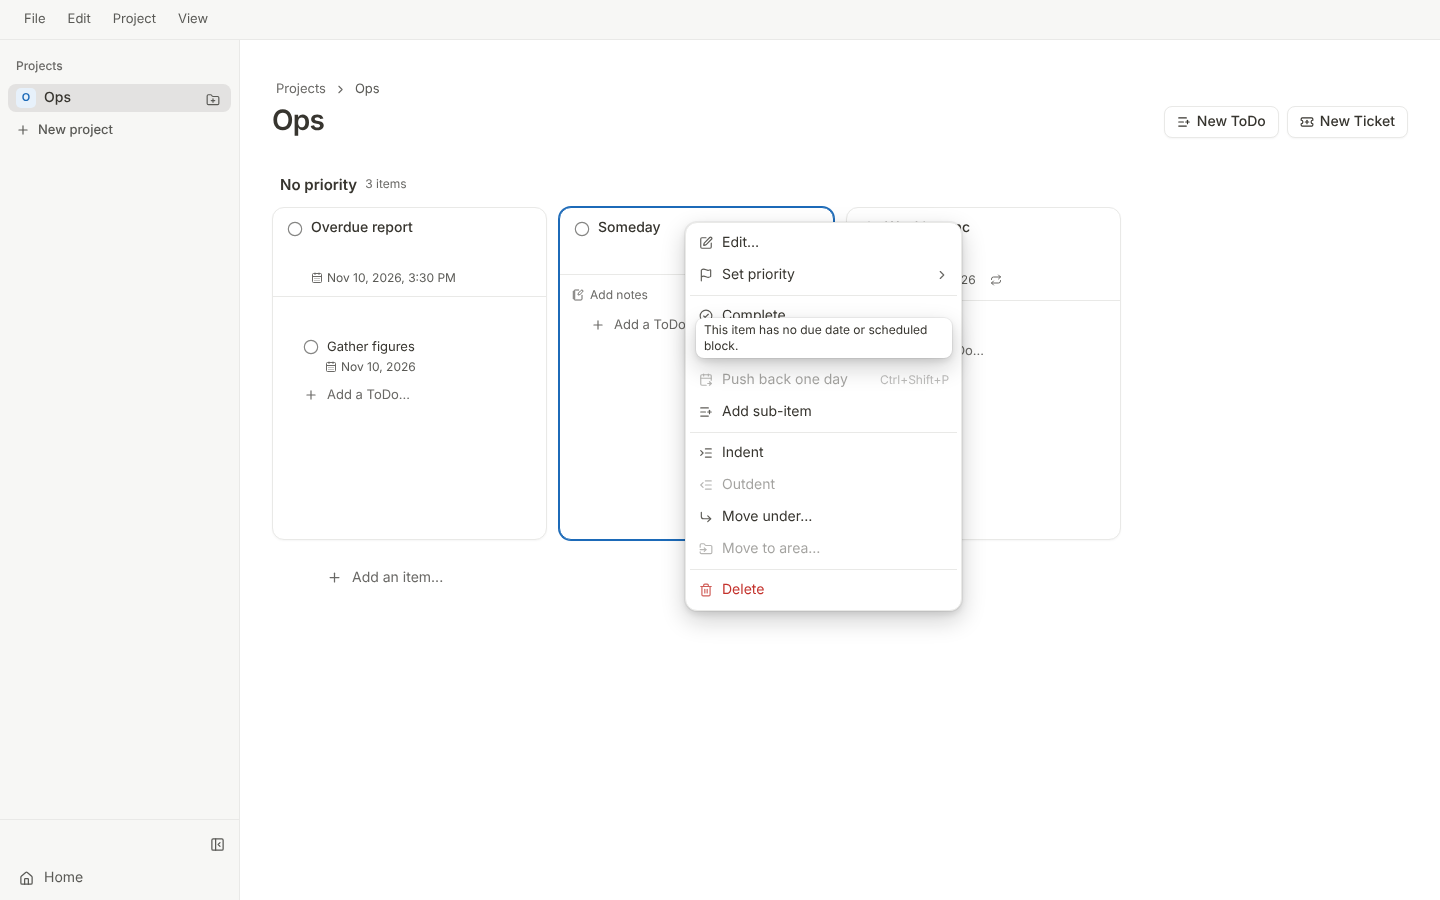 File Edit Project View
Projects
O Ops
New project
Projects > Ops
Ops
New ToDo
New Ticket
No priority 3 items
Overdue report
Nov 10, 2026, 3:30 PM
Gather figures
Nov 10, 2026
Add a ToDo...
Someday
Add notes
Add a ToDo
Edit...
Set priority
Complete
This item has no due date or scheduled
block.
Push back one day Ctrl+Shift+P
Add sub-item
Indent
Outdent
Move under...
Move to area...
Delete
26
Do...
Add an item...
Home